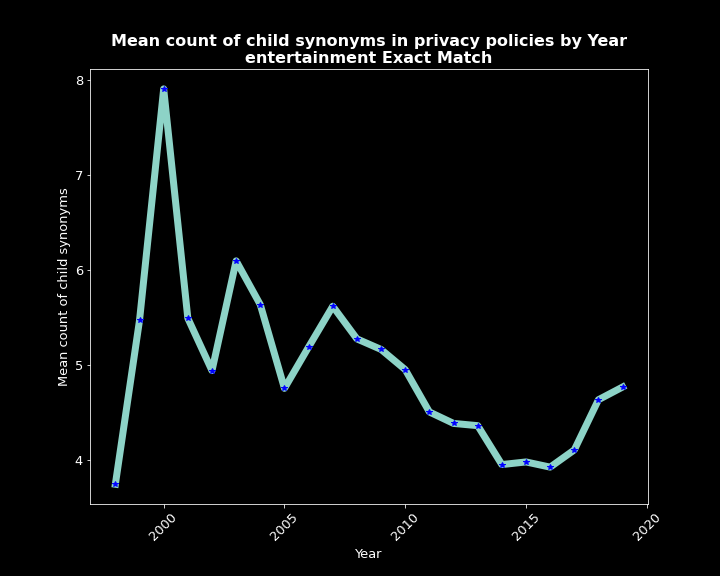 Mean count of child synonyms in privacy policies by Year
entertainment Exact Match
8
7
6
5
4
Mean count of child synonyms
2000
2005
2010
2015
2020
Year